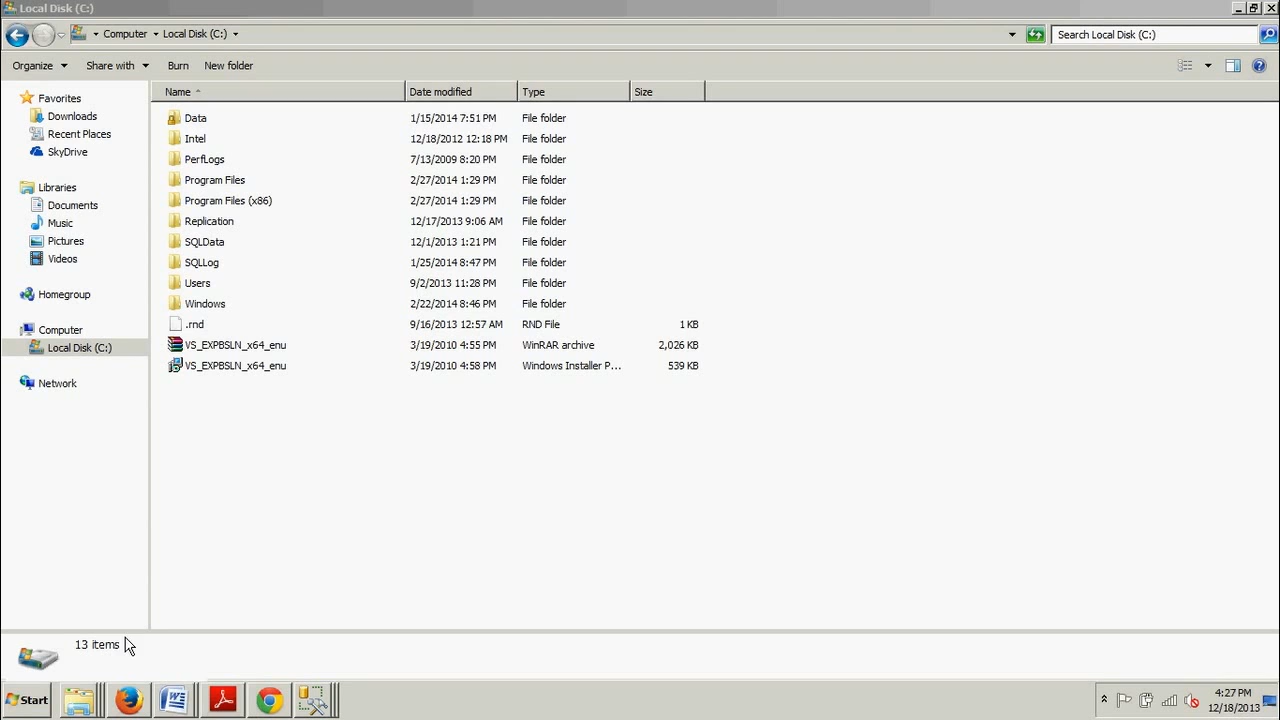 Local Disk (C:)
Computer Local Disk (C:)
Search Local Disk (C:)
Organize Share with Burn New folder
Name Date modified Type Size
Favorites
Downloads
Recent Places
SkyDrive
Libraries
Documents
Music
Pictures
Videos
Homegroup
Computer
Local Disk (C:)
Network
Data 1/15/2014 7:51 PM File folder
Intel 12/18/2012 12:18 PM File folder
PerfLogs 7/13/2009 8:20 PM File folder
Program Files 2/27/2014 1:29 PM File folder
Program Files (x86) 2/27/2014 1:29 PM File folder
Replication 12/17/2013 9:06 AM File folder
SQLData 12/1/2013 1:21 PM File folder
SQLLog 1/25/2014 8:47 PM File folder
Users 9/2/2013 11:28 PM File folder
Windows 2/22/2014 8:46 PM File folder
.rnd 9/16/2013 12:57 AM RND File 1 KB
VS_EXPBSLN_x64_enu 3/19/2010 4:55 PM WinRAR archive 2,026 KB
VS_EXPBSLN_x64_enu 3/19/2010 4:58 PM Windows Installer P... 539 KB
13 items
Start
4:27 PM
12/18/2013